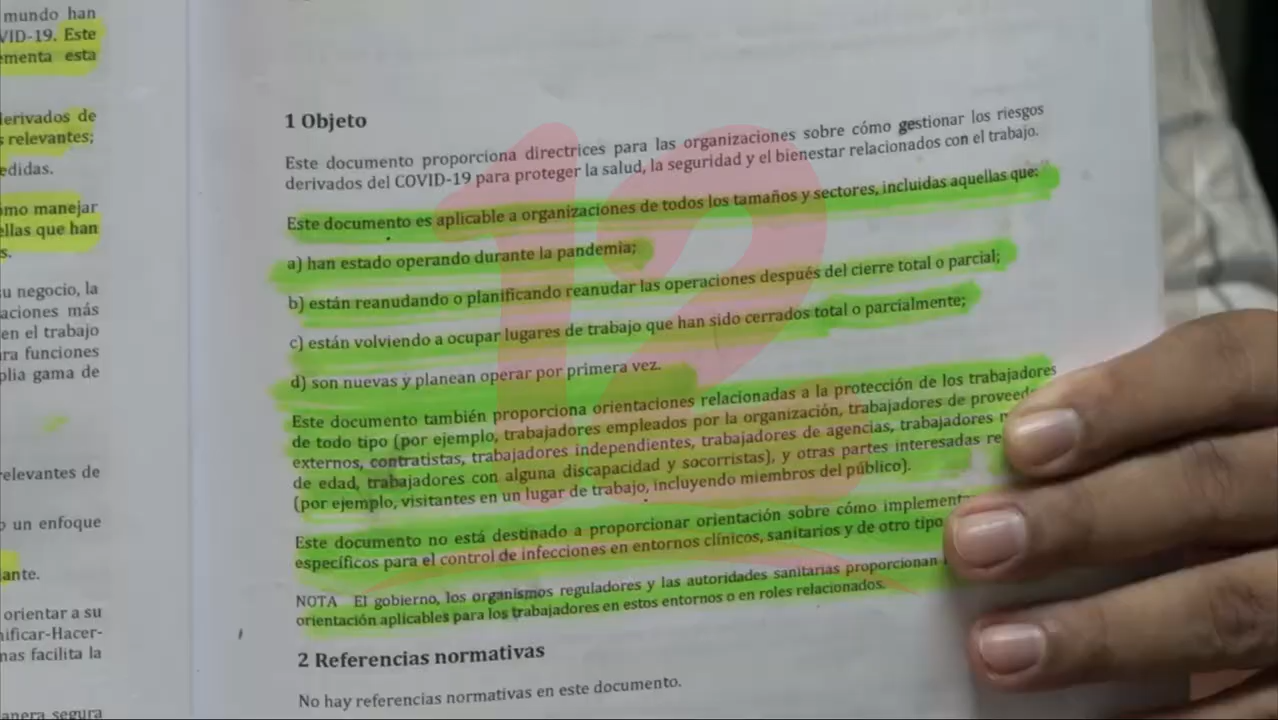 mundo han
VID-19. Este
menta esta
derivados de
s relevantes;
edidas.
ómo manejar
ellas que han
s.
su negocio, la
aciones más
en el trabajo
ara funciones
plia gama de
relevantes de
o un enfoque
ante.
orientar a su
nificar-Hacer-
mas facilita la
anera segura
1 Objeto
Este documento proporciona directrices para las organizaciones sobre cómo gestionar los riesgos
derivados del COVID-19 para proteger la salud, la seguridad y el bienestar relacionados con el trabajo.
Este documento es aplicable a organizaciones de todos los tamaños y sectores, incluidas aquellas que:
a) han estado operando durante la pandemia;
b) están reanudando o planificando reanudar las operaciones después del cierre total o parcial;
c) están volviendo a ocupar lugares de trabajo que han sido cerrados total o parcialmente;
d) son nuevas y planean operar por primera vez.
Este documento también proporciona orientaciones relacionadas a la protección de los trabajadores
de todo tipo (por ejemplo, trabajadores empleados por la organización, trabajadores de proveed
externos, contratistas, trabajadores independientes, trabajadores de agencias, trabajadores
de edad, trabajadores con alguna discapacidad y socorristas), y otras partes interesadas re
(por ejemplo, visitantes en un lugar de trabajo, incluyendo miembros del público).
Este documento no está destinado a proporcionar orientación sobre cómo implementa
específicos para el control de infecciones en entornos clínicos, sanitarios y de otro tipo
NOTA El gobierno, los organismos reguladores y las autoridades sanitarias proporcionan
orientación aplicables para los trabajadores en estos entornos o en roles relacionados.
2 Referencias normativas
No hay referencias normativas en este documento.
12